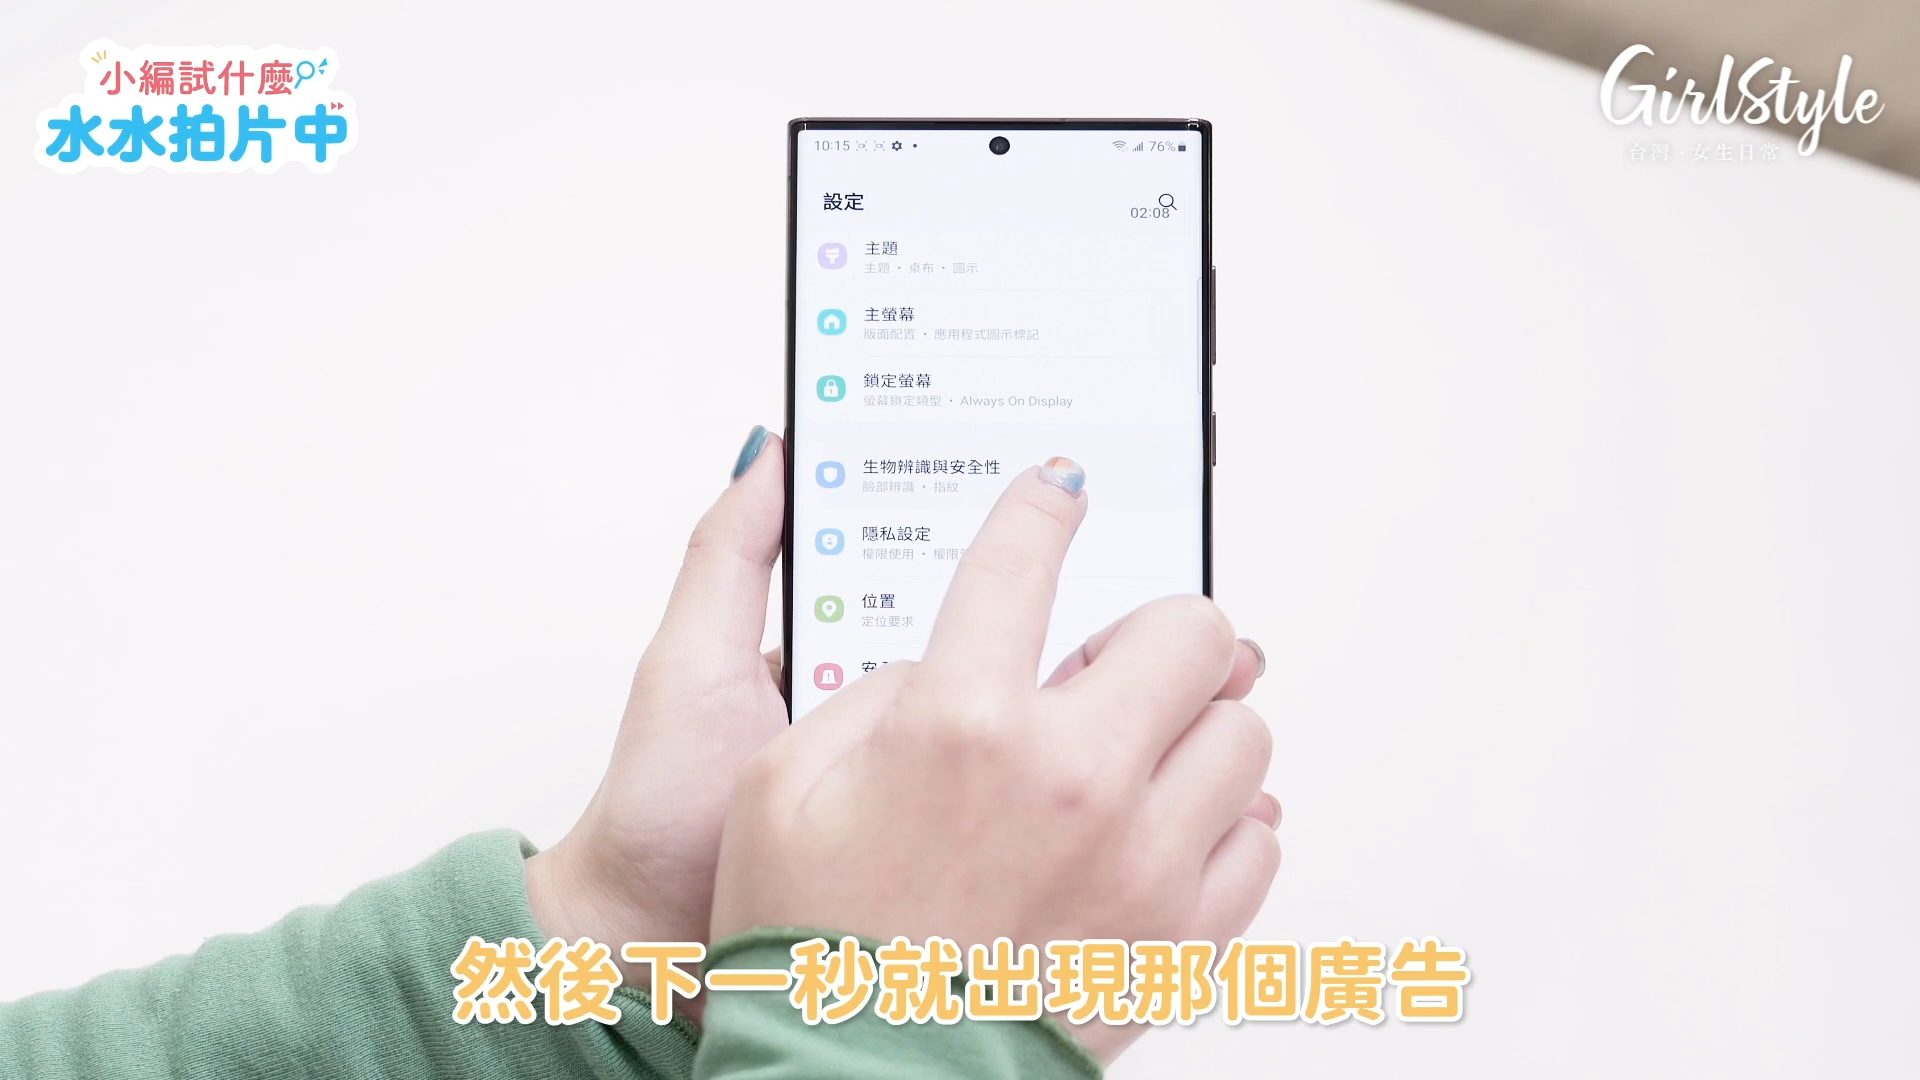 小編試什麼
水水拍片中
GirlStyle
台灣·女生日常
10:15
76%
設定
02:08
主題
主題・桌布・圖示
主螢幕
版面配置・應用程式圖示標記
鎖定螢幕
螢幕鎖定類型・Always On Display
生物辨識與安全性
臉部辨識・指紋
隱私設定
權限使用・權限
位置
定位要求
安
然後下一秒就出現那個廣告